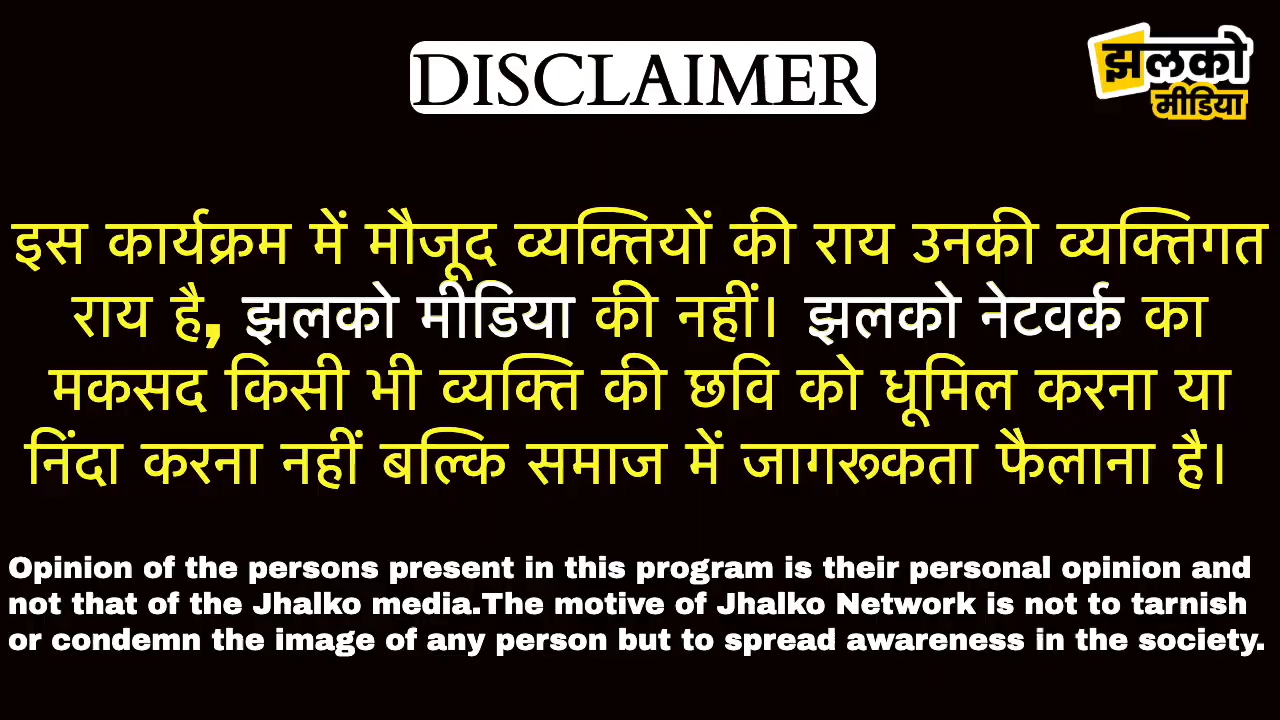 DISCLAIMER
झलको
मीडिया
इस कार्यक्रम में मौजूद व्यक्तियों की राय उनकी व्यक्तिगत
राय है, झलको मीडिया की नहीं। झलको नेटवर्क का
मकसद किसी भी व्यक्ति की छवि को धूमिल करना या
निंदा करना नहीं बल्कि समाज में जागरूकता फैलाना है।
Opinion of the persons present in this program is their personal opinion and
not that of the Jhalko media.The motive of Jhalko Network is not to tarnish
or condemn the image of any person but to spread awareness in the society.